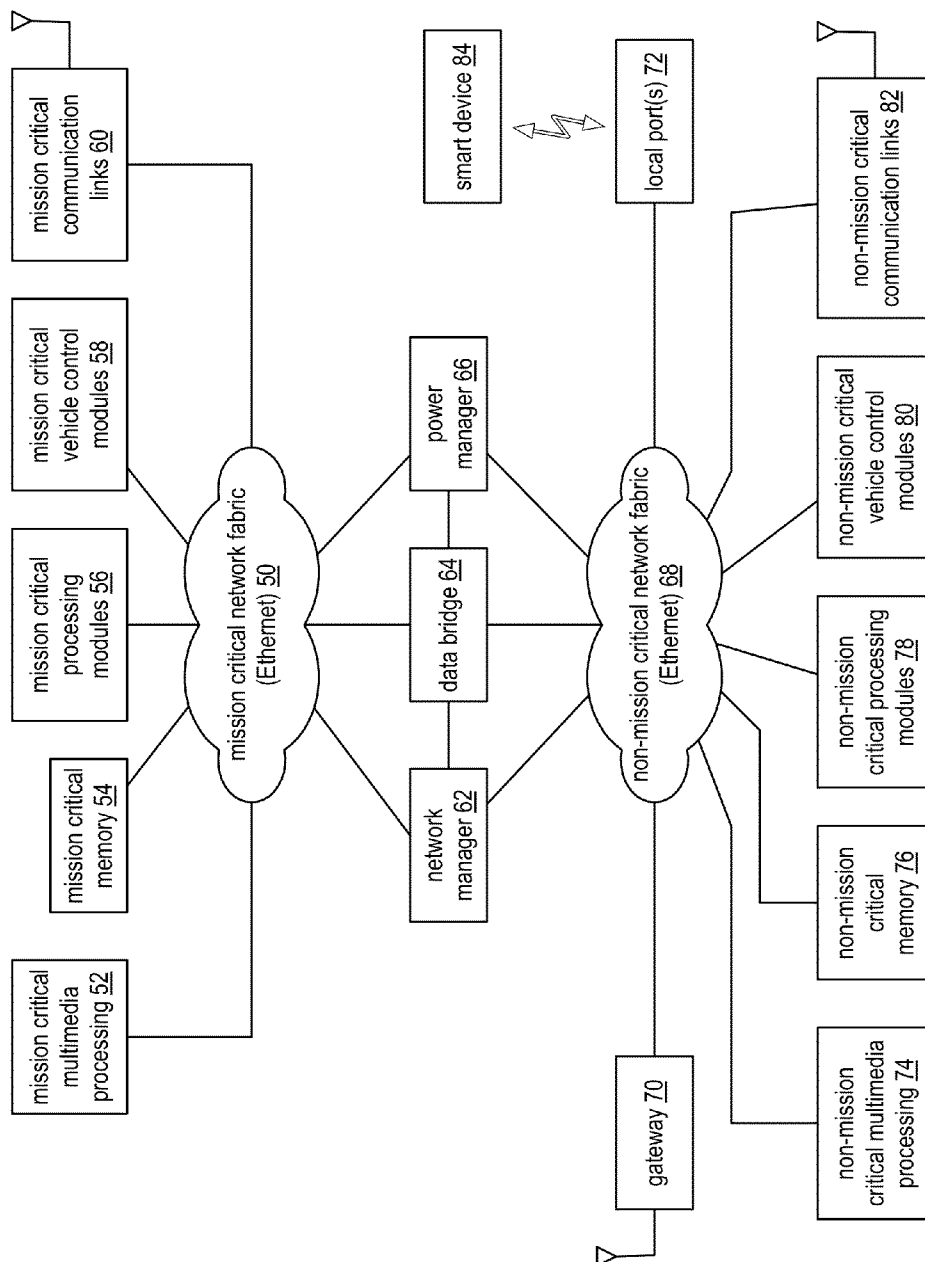 mission critical
multimedia
processing 52
mission critical
memory 54
mission critical
processing
modules 56
mission critical
vehicle control
modules 58
mission critical
communication
links 60
mission critical network fabric
(Ethernet) 50
network
manager 62
data bridge 64
power
manager 66
smart device 84
gateway 70
non-mission critical network fabric
(Ethernet) 68
local port(s) 72
non-mission
critical multimedia
processing 74
non-mission
critical
memory 76
non-mission
critical processing
modules 78
non-mission critical
vehicle control
modules 80
non-mission critical
communication links 82